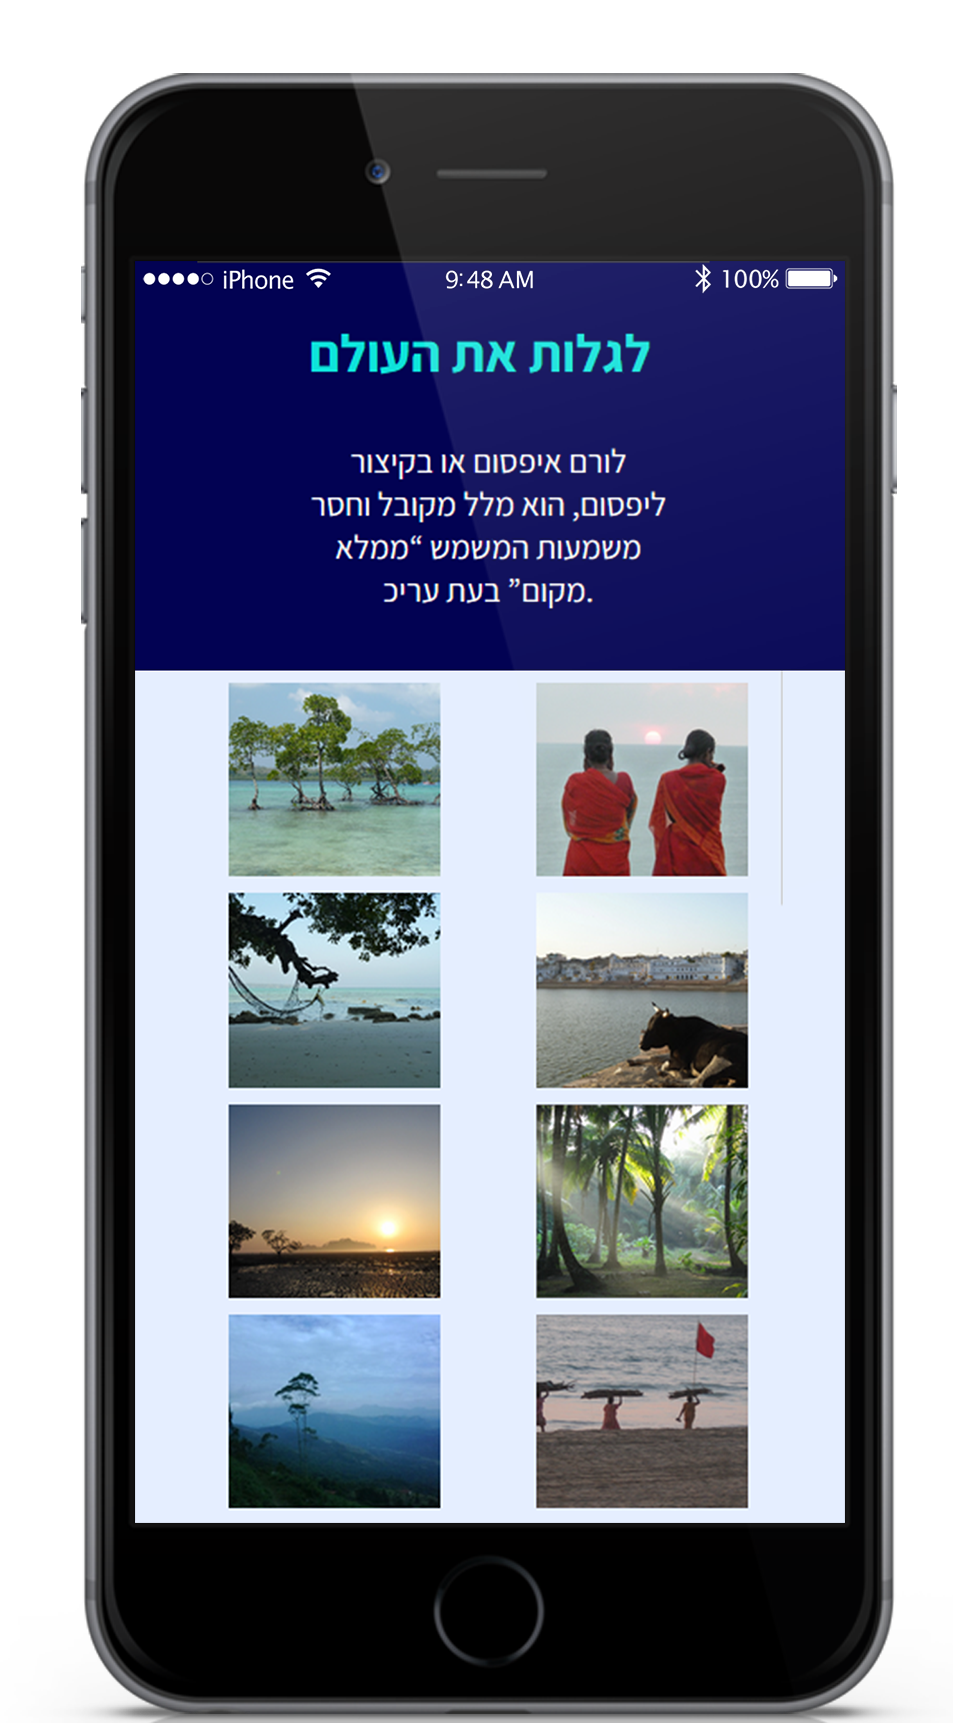 iPhone 9:48 AM 100%
לגלות את העולם
לורם איפסום או בקיצור
ליפסום, הוא מלל מקובל וחסר
משמעות המשמש “ממלא
מקום” בעת עריכ.